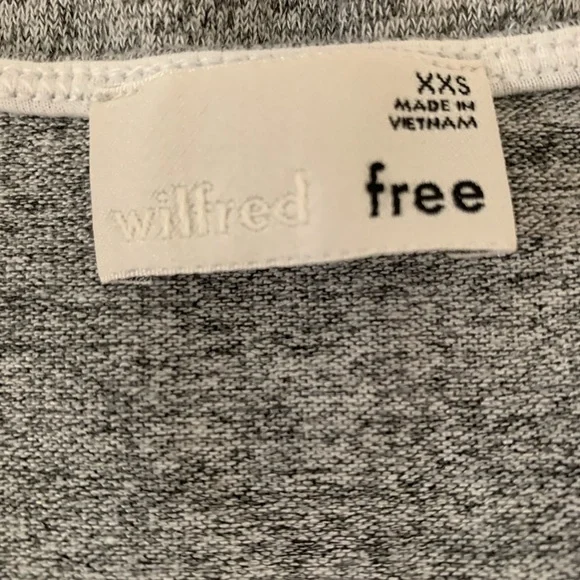 XXS
MADE IN
VIETNAM
wilfred free